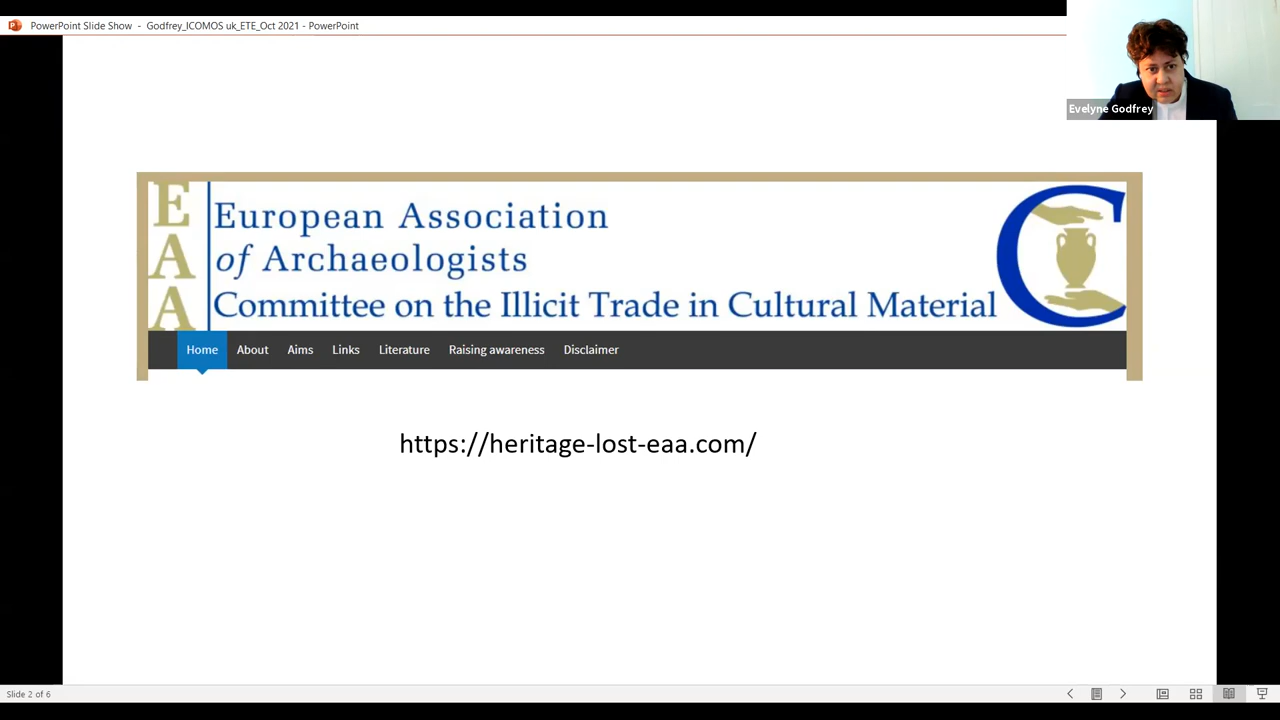 PowerPoint Slide Show - Godfrey_ICOMOS uk_ETE_Oct 2021 - PowerPoint
Evelyne Godfrey
E
A
A
European Association
of Archaeologists
Committee on the Illicit Trade in Cultural Material
C
Home About Aims Links Literature Raising awareness Disclaimer
https://heritage-lost-eaa.com/
Slide 2 of 6